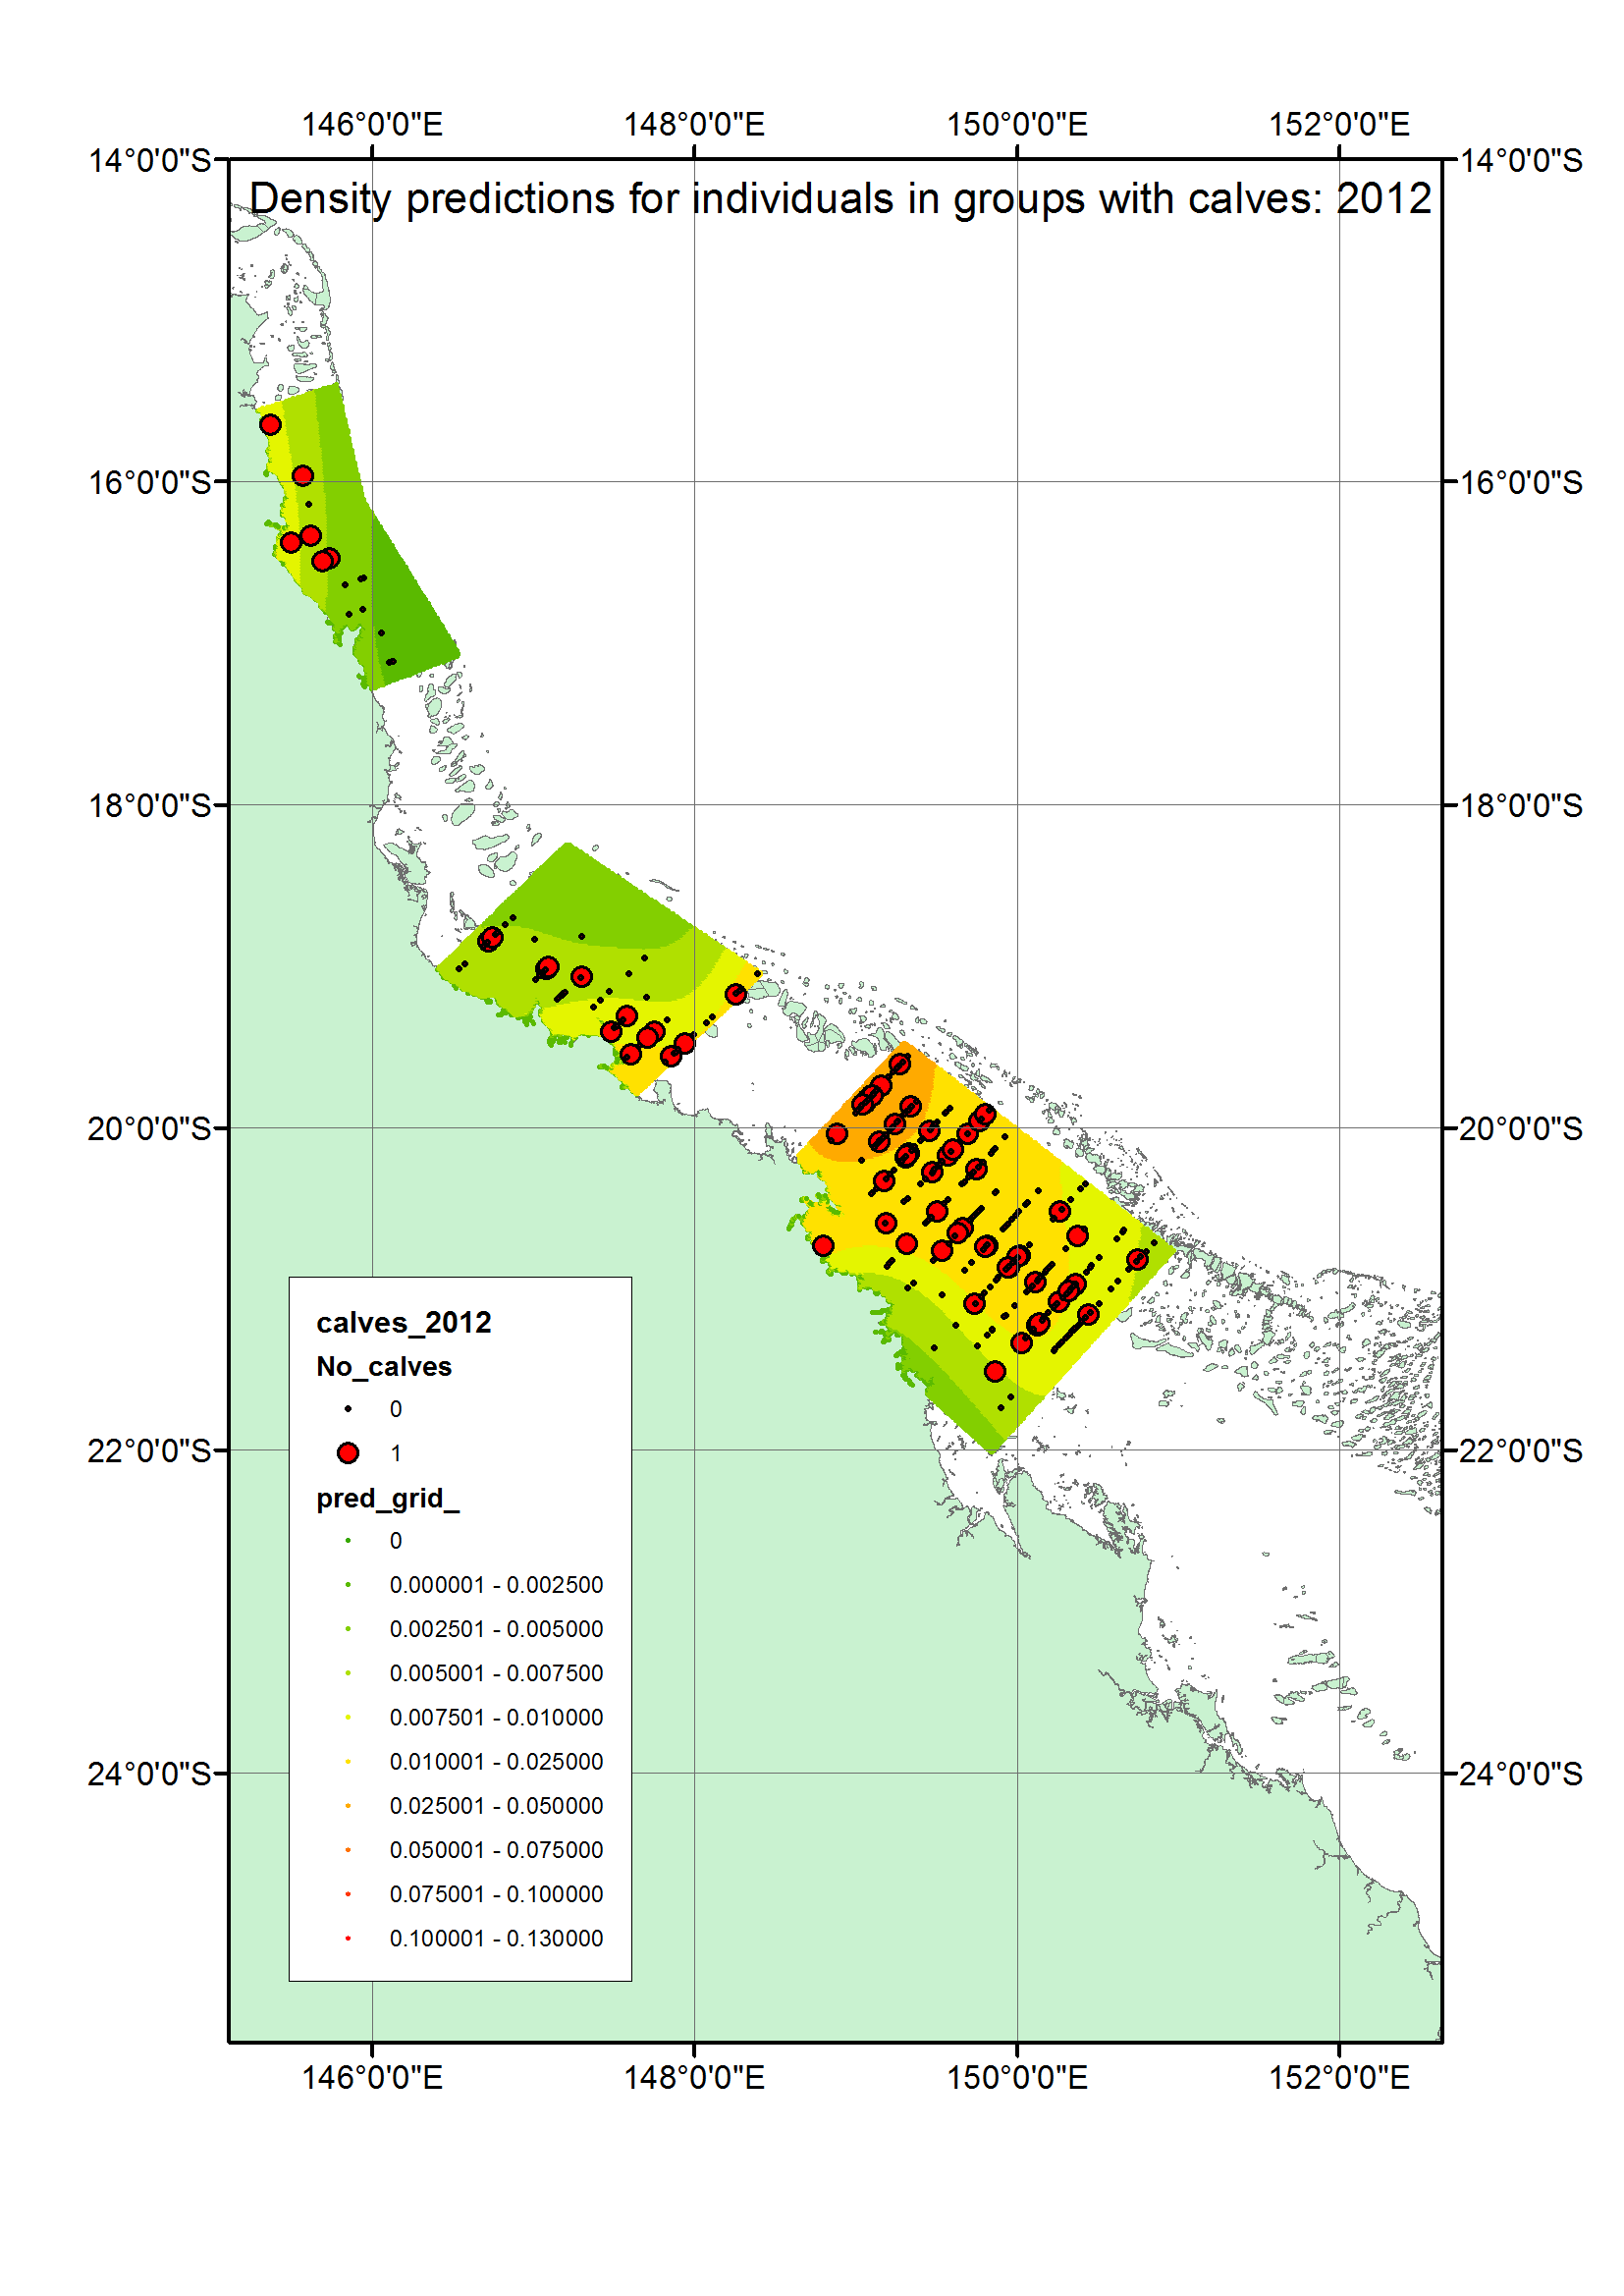 146°0'0"E 148°0'0"E 150°0'0"E 152°0'0"E
14°0'0"S 14°0'0"S
Density predictions for individuals in groups with calves: 2012
16°0'0"S 16°0'0"S
18°0'0"S 18°0'0"S
20°0'0"S 20°0'0"S
calves_2012
No_calves
0
22°0'0"S 22°0'0"S
1
pred_grid_
0
0.000001 - 0.002500
0.002501 - 0.005000
0.005001 - 0.007500
0.007501 - 0.010000
0.010001 - 0.025000
24°0'0"S 24°0'0"S
0.025001 - 0.050000
0.050001 - 0.075000
0.075001 - 0.100000
0.100001 - 0.130000
146°0'0"E 148°0'0"E 150°0'0"E 152°0'0"E